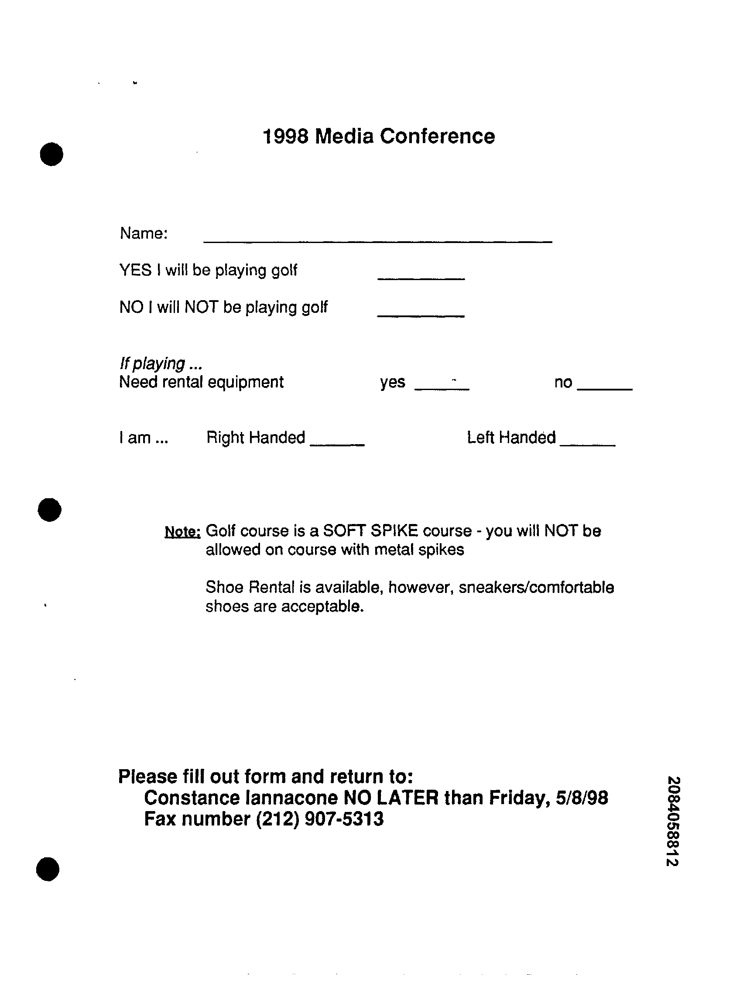 1998 Media Conference
Name: ____________________
YES I will be playing golf __________
NO I will NOT be playing golf __________
If playing ...
Need rental equipment yes ______ no ______
I am ... Right Handed ______ Left Handed ______
Note: Golf course is a SOFT SPIKE course - you will NOT be
allowed on course with metal spikes
Shoe Rental is available, however, sneakers/comfortable
shoes are acceptable.
Please fill out form and return to:
Constance Iannacone NO LATER than Friday, 5/8/98
Fax number (212) 907-5313
2084058812